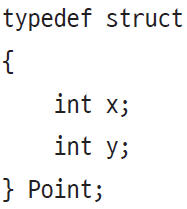 typedef struct
{
    int x;
    int y;
} Point;